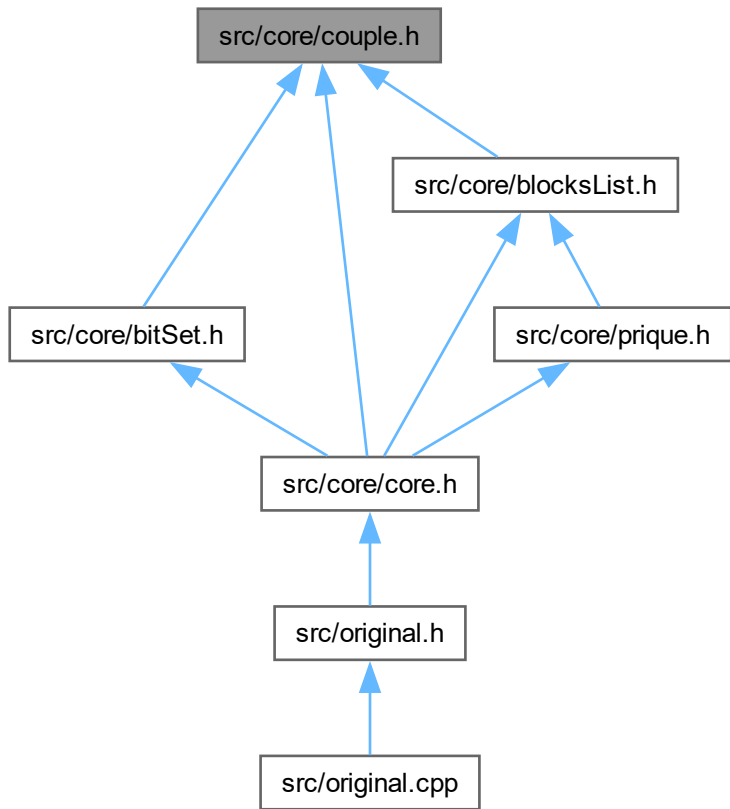 src/core/couple.h
src/core/blocksList.h
src/core/bitSet.h
src/core/prique.h
src/core/core.h
src/original.h
src/original.cpp